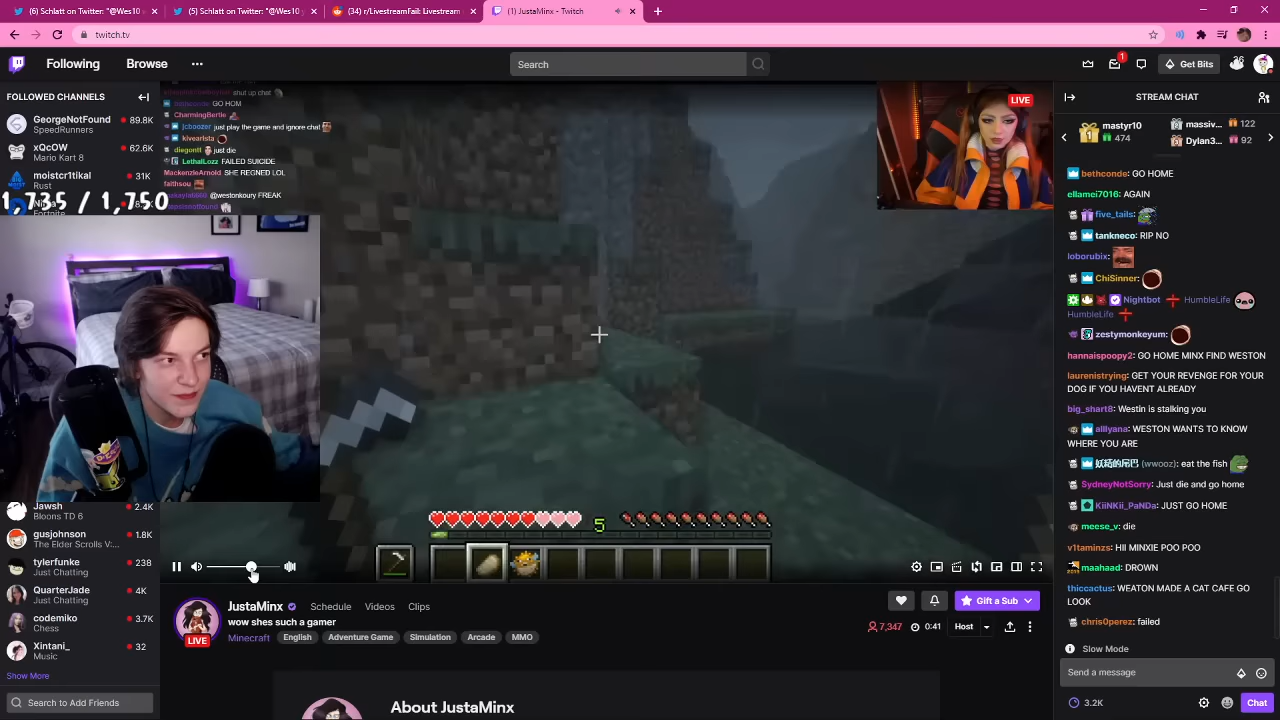 (6) Schlatt on Twitter: "@Wes10
(5) Schlatt on Twitter: "@Wes10 y
(34) r/LivestreamFail: Livestream
(1) JustaMinx - Twitch
twitch.tv
Following
Browse
Search
1
Get Bits
FOLLOWED CHANNELS
GeorgeNotFound
89.8K
SpeedRunners
xQcOW
62.6K
Mario Kart 8
moistcr1tikal
31K
Rust
1,735 / 1,750
Jawsh
2.4K
Bloons TD 6
gusjohnson
1.8K
The Elder Scrolls V:...
tylerfunke
238
Just Chatting
QuarterJade
4K
Just Chatting
codemiko
3.7K
Chess
Xintani_
32
Music
Show More
Search to Add Friends
shut up chat
GO HOM
CharmingBertie
jcboozer just play the game and ignore chat
kivearista
diegontt just die
LethalLozz FAILED SUICIDE
MackenzieArnold SHE REGNED LOL
faithsou
@westonkoury FREAK
LIVE
5
LIVE
JustaMinx
Schedule
Videos
Clips
wow shes such a gamer
Minecraft
English
Adventure Game
Simulation
Arcade
MMO
Gift a Sub
7,347
0:41
Host
About JustaMinx
STREAM CHAT
1
mastyr10
474
massiv...
122
Dylan3...
92
bethconde: GO HOME
ellamei7016: AGAIN
five_tails:
tankneco: RIP NO
loborubix:
ChiSinner:
Nightbot HumbleLife
HumbleLife
zestymonkeyum:
hannaispoopy2: GO HOME MINX FIND WESTON
laurenistrying: GET YOUR REVENGE FOR YOUR
DOG IF YOU HAVENT ALREADY
big_shart8: Westin is stalking you
alllyana: WESTON WANTS TO KNOW
WHERE YOU ARE
(wwooz): eat the fish
SydneyNotSorry: Just die and go home
KiiNKii_PaNDa: JUST GO HOME
meese_v: die
v1taminzs: HII MINXIE POO POO
maahaad: DROWN
thiccactus: WEATON MADE A CAT CAFE GO
LOOK
chris0perez: failed
Slow Mode
Send a message
3.2K
Chat